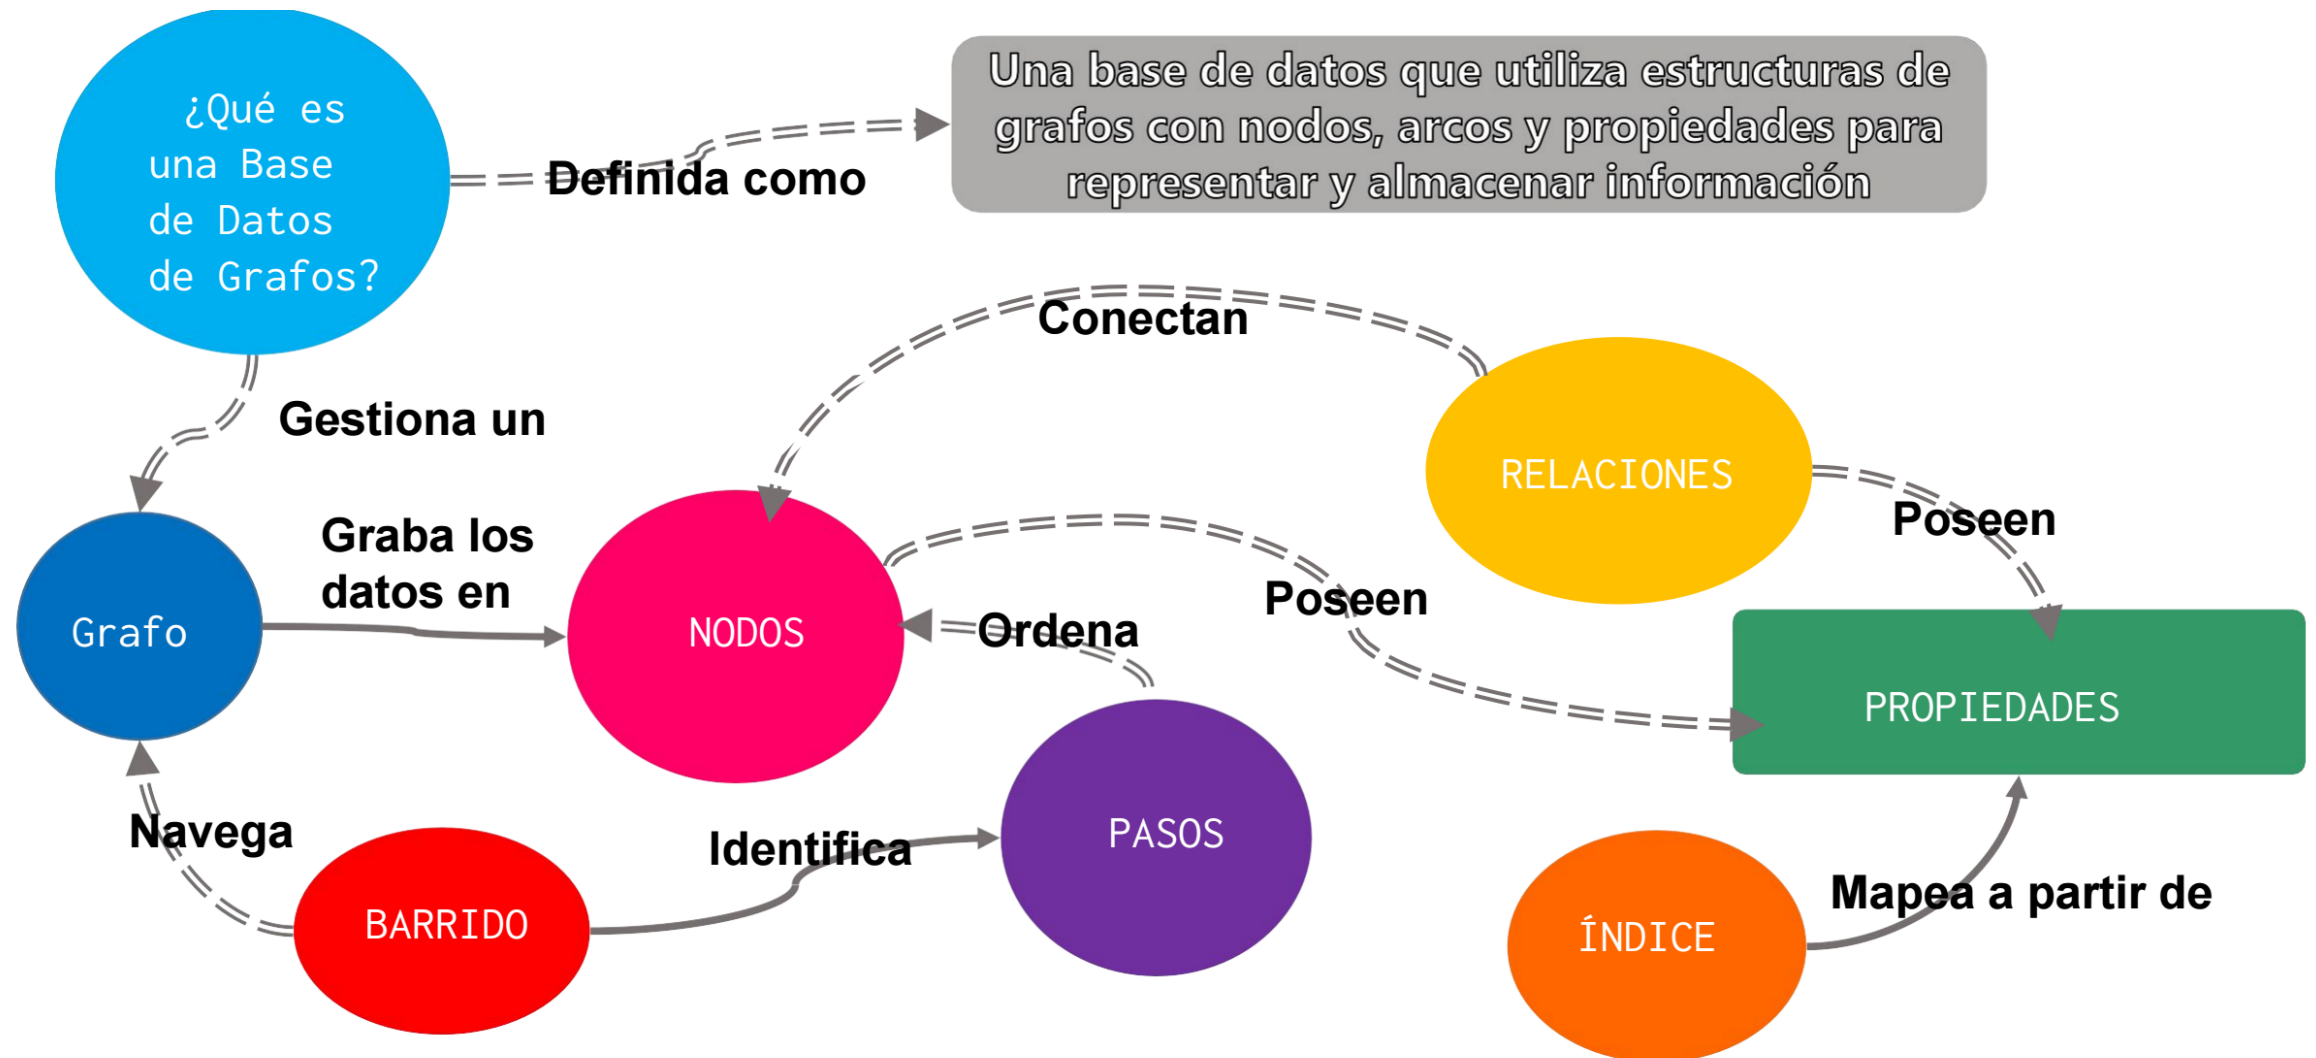 ¿Qué es
una Base
de Datos
de Grafos?
Definida como
Una base de datos que utiliza estructuras de
grafos con nodos, arcos y propiedades para
representar y almacenar información
Conectan
Gestiona un
RELACIONES
Poseen
Graba los
datos en
Grafo
NODOS
Ordena
Poseen
PROPIEDADES
Navega
BARRIDO
Identifica
PASOS
ÍNDICE
Mapea a partir de